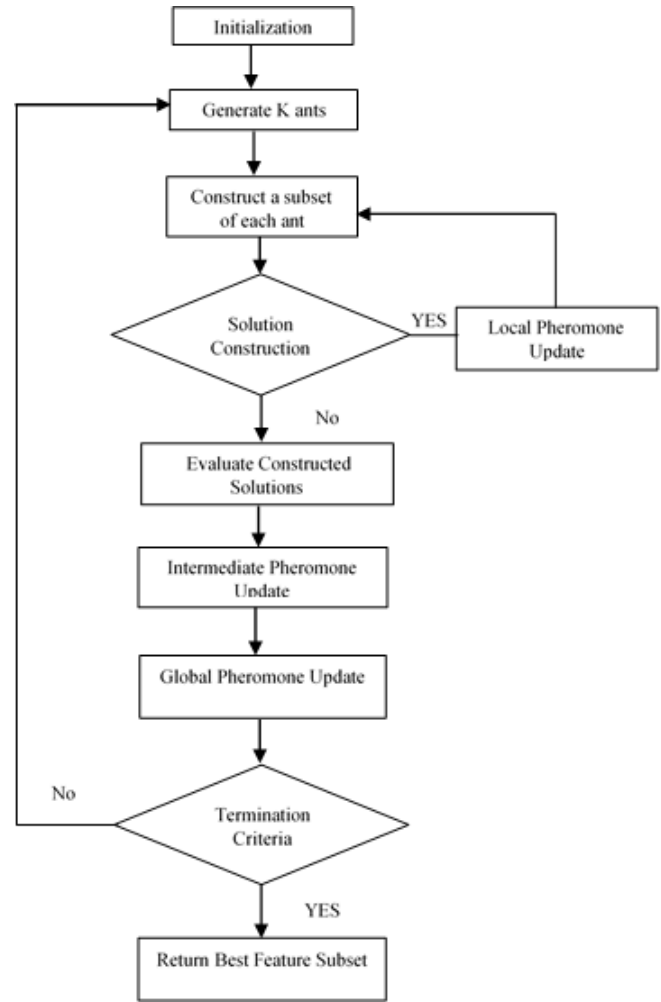 Initialization
Generate K ants
Construct a subset
of each ant
Solution
Construction
YES
Local Pheromone
Update
No
Evaluate Constructed
Solutions
Intermediate Pheromone
Update
Global Pheromone Update
No
Termination
Criteria
YES
Return Best Feature Subset